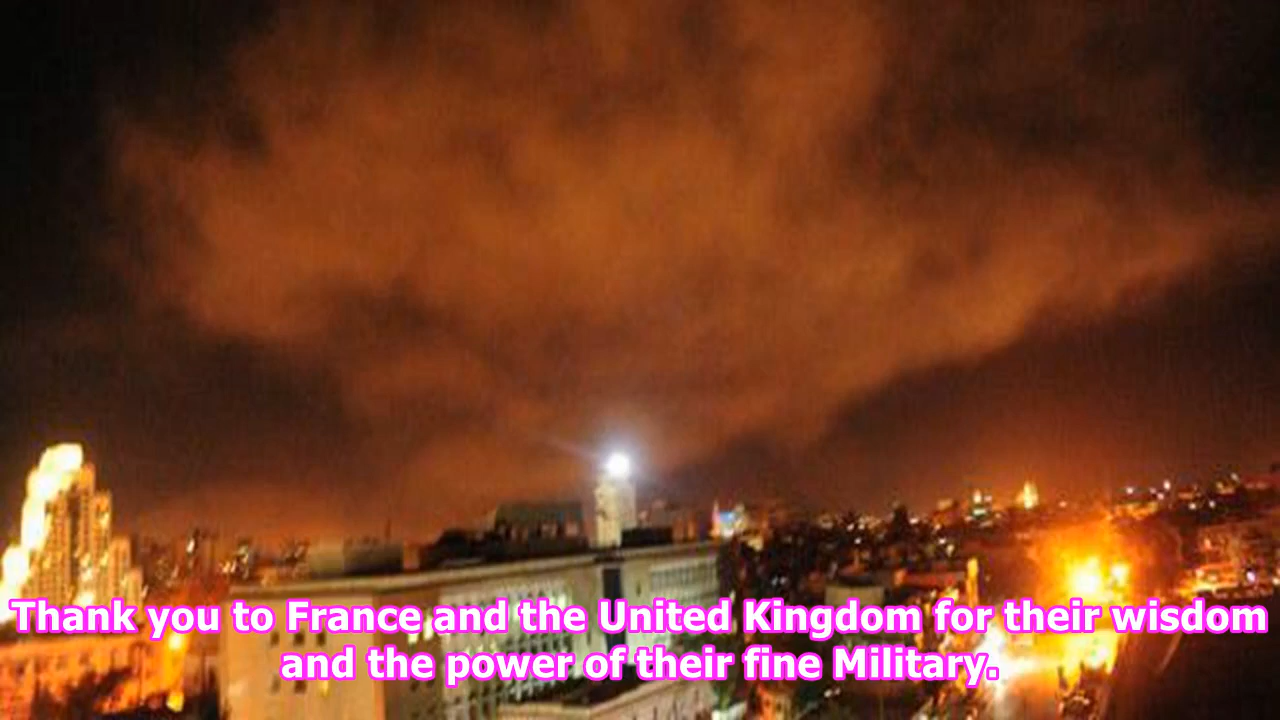 Thank you to France and the United Kingdom for their wisdom
and the power of their fine Military.